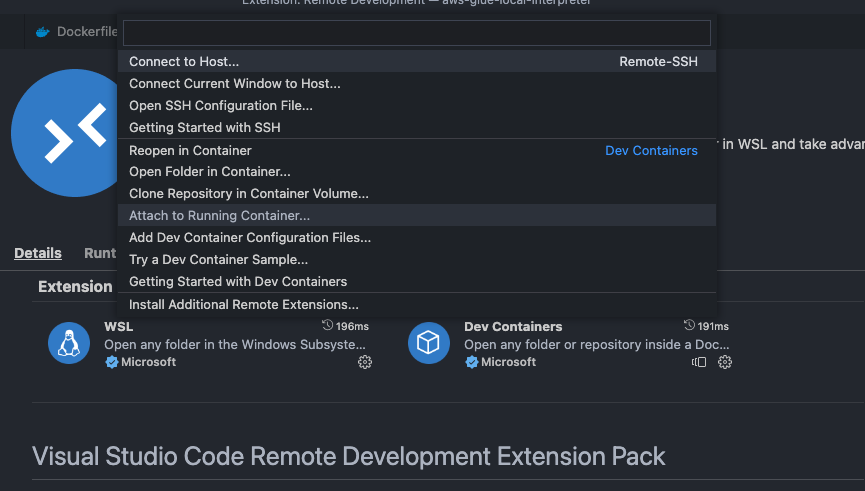 Extension: Remote Development — aws-glue-local-interpreter
Dockerfile
Connect to Host... Remote-SSH
Connect Current Window to Host...
Open SSH Configuration File...
Getting Started with SSH
Reopen in Container Dev Containers
in WSL and take advan
Open Folder in Container...
Clone Repository in Container Volume...
Attach to Running Container...
Add Dev Container Configuration Files...
Try a Dev Container Sample...
Getting Started with Dev Containers
Install Additional Remote Extensions...
Details Runt
Extension
WSL 196ms
Open any folder in the Windows Subsyste...
Microsoft
Dev Containers 191ms
Open any folder or repository inside a Doc...
Microsoft
Visual Studio Code Remote Development Extension Pack